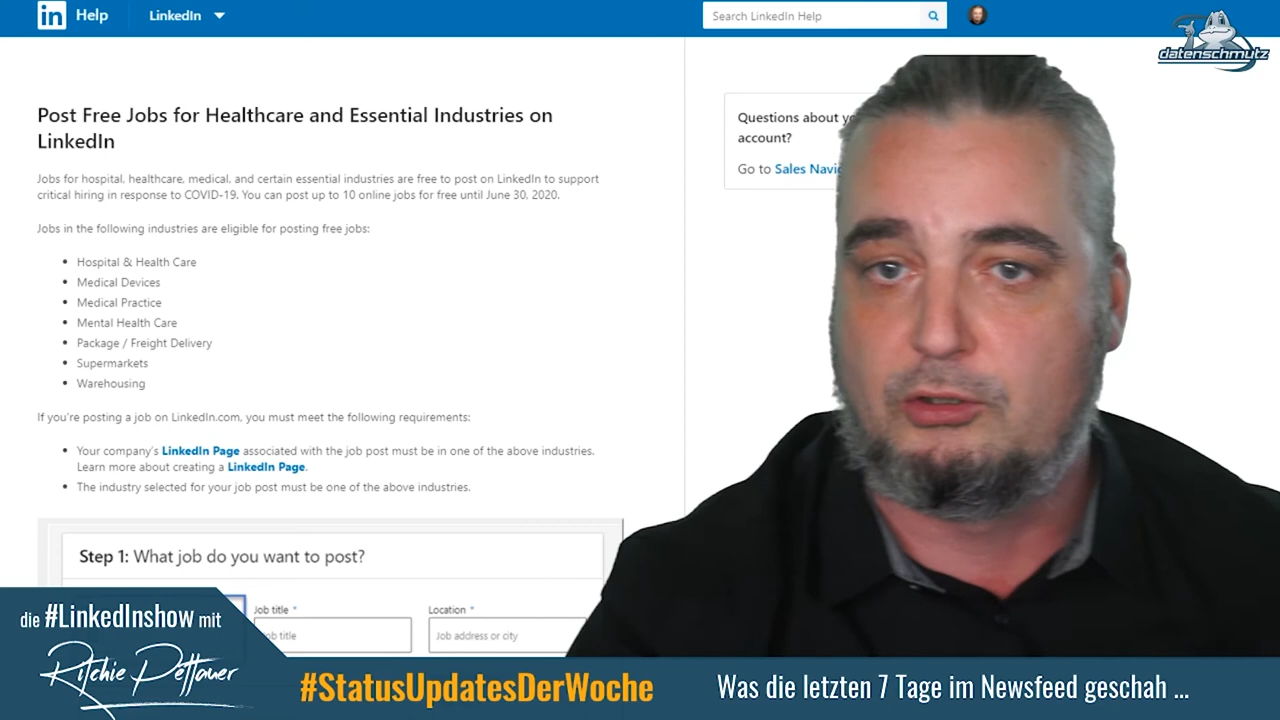 in Help LinkedIn
Search LinkedIn Help
datenschmutz
Post Free Jobs for Healthcare and Essential Industries on
LinkedIn
Jobs for hospital, healthcare, medical, and certain essential industries are free to post on LinkedIn to support
critical hiring in response to COVID-19. You can post up to 10 online jobs for free until June 30, 2020.
Jobs in the following industries are eligible for posting free jobs:
• Hospital & Health Care
• Medical Devices
• Medical Practice
• Mental Health Care
• Package / Freight Delivery
• Supermarkets
• Warehousing
If you're posting a job on LinkedIn.com, you must meet the following requirements:
• Your company's LinkedIn Page associated with the job post must be in one of the above industries.
Learn more about creating a LinkedIn Page.
• The industry selected for your job post must be one of the above industries.
Questions about
account?
Go to Sales
Step 1: What job do you want to post?
Job title * Location *
title Job address or city
die #LinkedInshow mit
Ritchie Pettauer
#StatusUpdatesDerWoche
Was die letzten 7 Tage im Newsfeed geschah ...